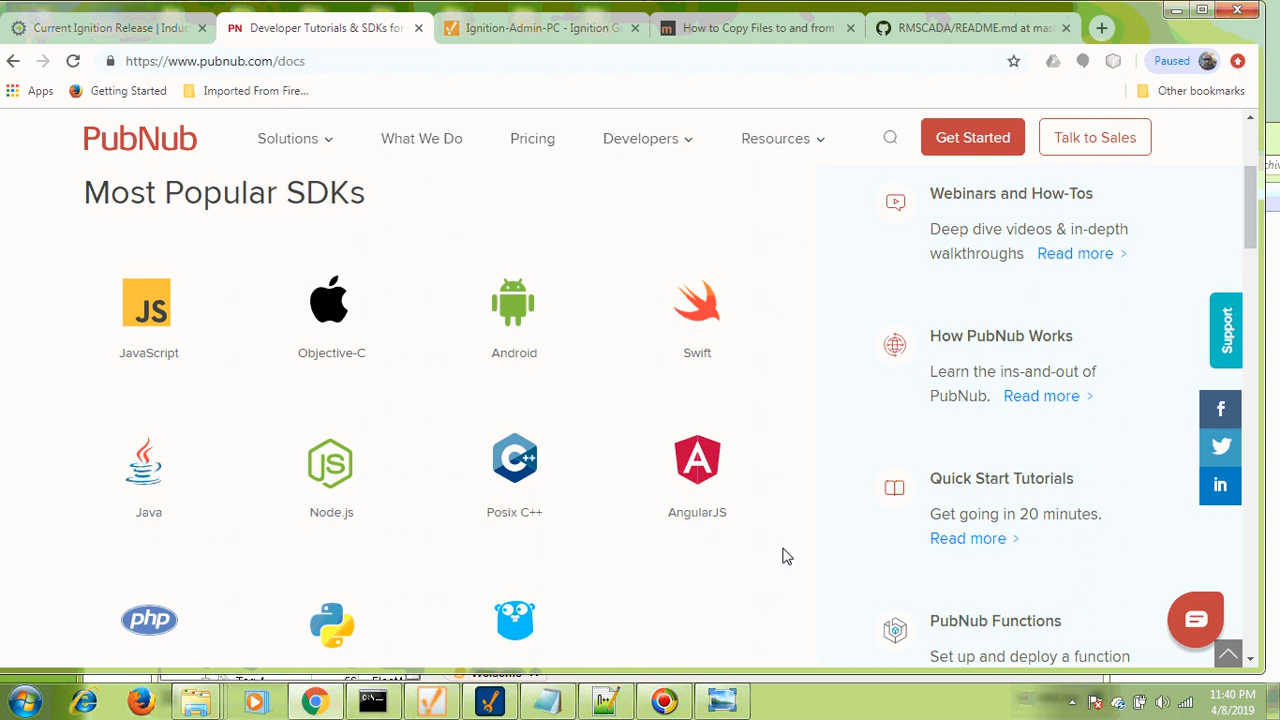 Current Ignition Release | Induc
PN Developer Tutorials & SDKs for
Ignition-Admin-PC - Ignition Ga
m How to Copy Files to and from
RMSCADA/README.md at mas
https://www.pubnub.com/docs
Paused
Apps
Getting Started
Imported From Fire...
Other bookmarks
PubNub
Solutions
What We Do
Pricing
Developers
Resources
Get Started
Talk to Sales
Most Popular SDKs
JS
JavaScript
Objective-C
Android
Swift
Java
JS
Node.js
C++
Posix C++
A
AngularJS
php
Webinars and How-Tos
Deep dive videos & in-depth
walkthroughs Read more >
How PubNub Works
Learn the ins-and-out of
PubNub. Read more >
Quick Start Tutorials
Get going in 20 minutes.
Read more >
PubNub Functions
Set up and deploy a function
Support
f
in
11:40 PM
4/8/2019